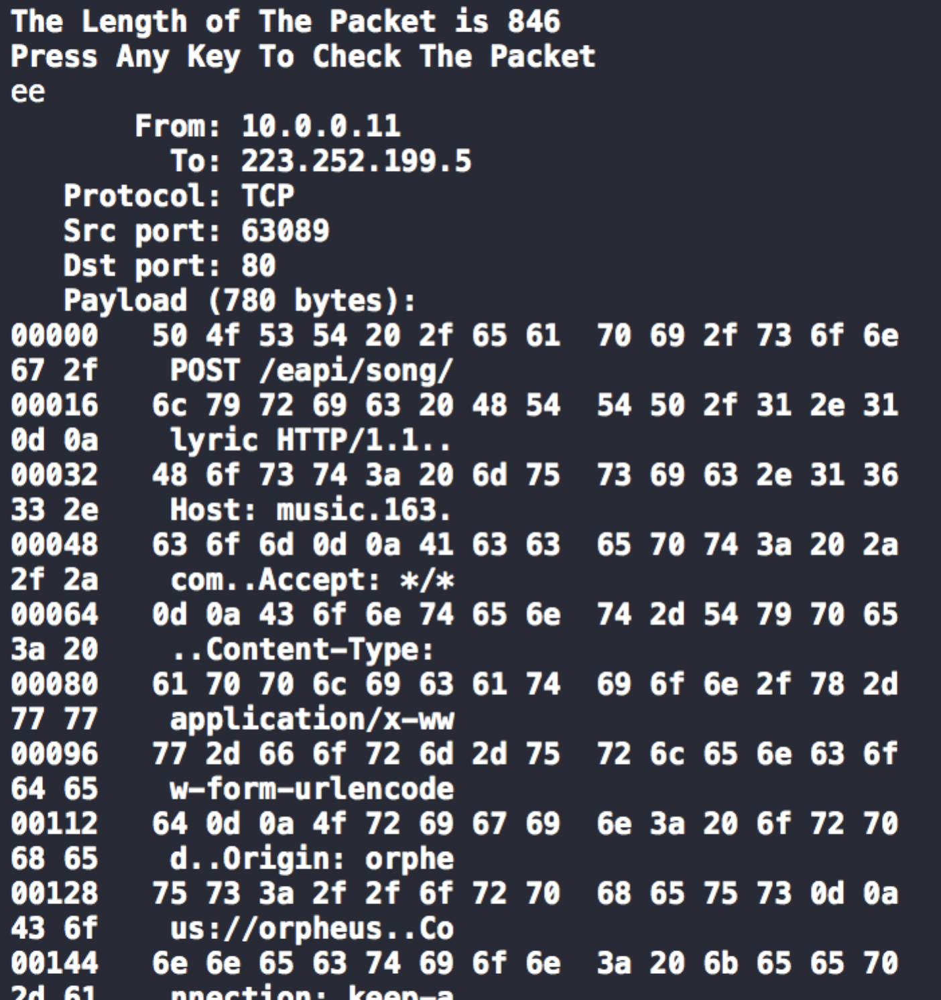 The Length of The Packet is 846
Press Any Key To Check The Packet
ee
From: 10.0.0.11
To: 223.252.199.5
Protocol: TCP
Src port: 63089
Dst port: 80
Payload (780 bytes):
00000 50 4f 53 54 20 2f 65 61 70 69 2f 73 6f 6e
67 2f POST /eapi/song/
00016 6c 79 72 69 63 20 48 54 54 50 2f 31 2e 31
0d 0a lyric HTTP/1.1..
00032 48 6f 73 74 3a 20 6d 75 73 69 63 2e 31 36
33 2e Host: music.163.
00048 63 6f 6d 0d 0a 41 63 63 65 70 74 3a 20 2a
2f 2a com..Accept: */*
00064 0d 0a 43 6f 6e 74 65 6e 74 2d 54 79 70 65
3a 20 ..Content-Type:
00080 61 70 70 6c 69 63 61 74 69 6f 6e 2f 78 2d
77 77 application/x-ww
00096 77 2d 66 6f 72 6d 2d 75 72 6c 65 6e 63 6f
64 65 w-form-urlencode
00112 64 0d 0a 4f 72 69 67 69 6e 3a 20 6f 72 70
68 65 d..Origin: orphe
00128 75 73 3a 2f 2f 6f 72 70 68 65 75 73 0d 0a
43 6f us://orpheus..Co
00144 6e 6e 65 63 74 69 6f 6e 3a 20 6b 65 65 70
2d 61 nnection: keep-a